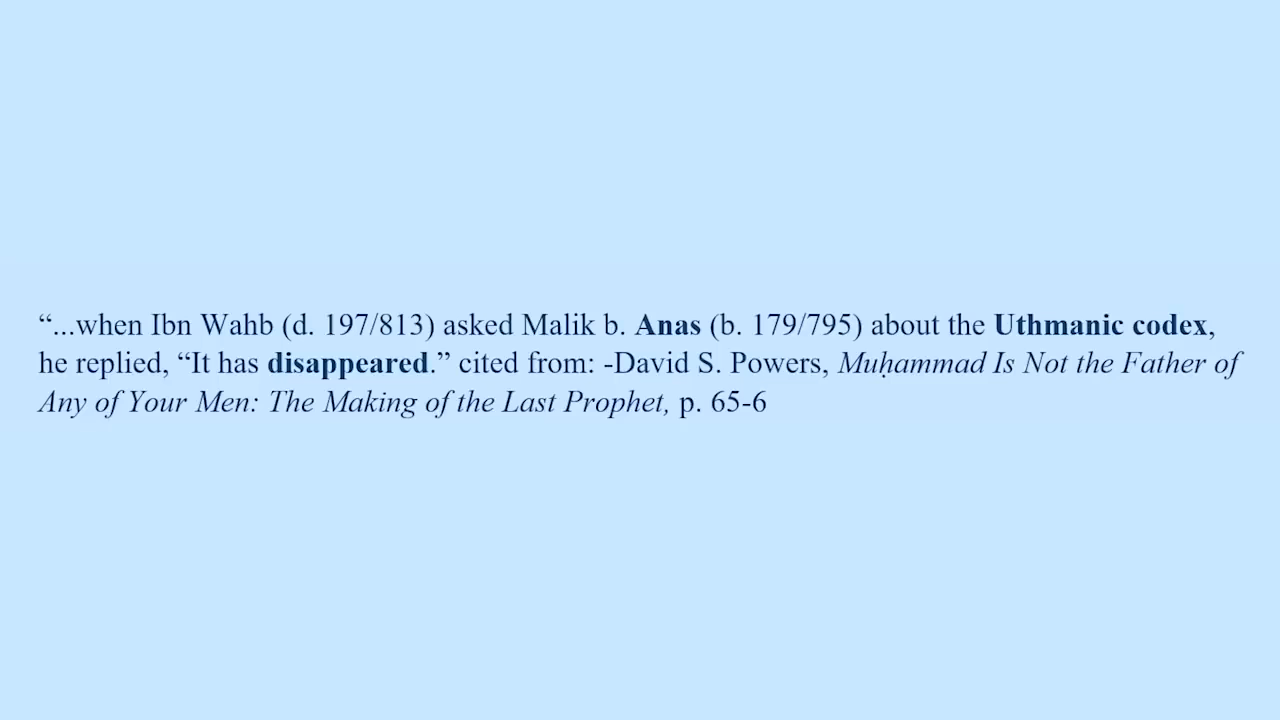 “...when Ibn Wahb (d. 197/813) asked Malik b. Anas (b. 179/795) about the Uthmanic codex,
he replied, “It has disappeared.” cited from: -David S. Powers, Muḥammad Is Not the Father of
Any of Your Men: The Making of the Last Prophet, p. 65-6